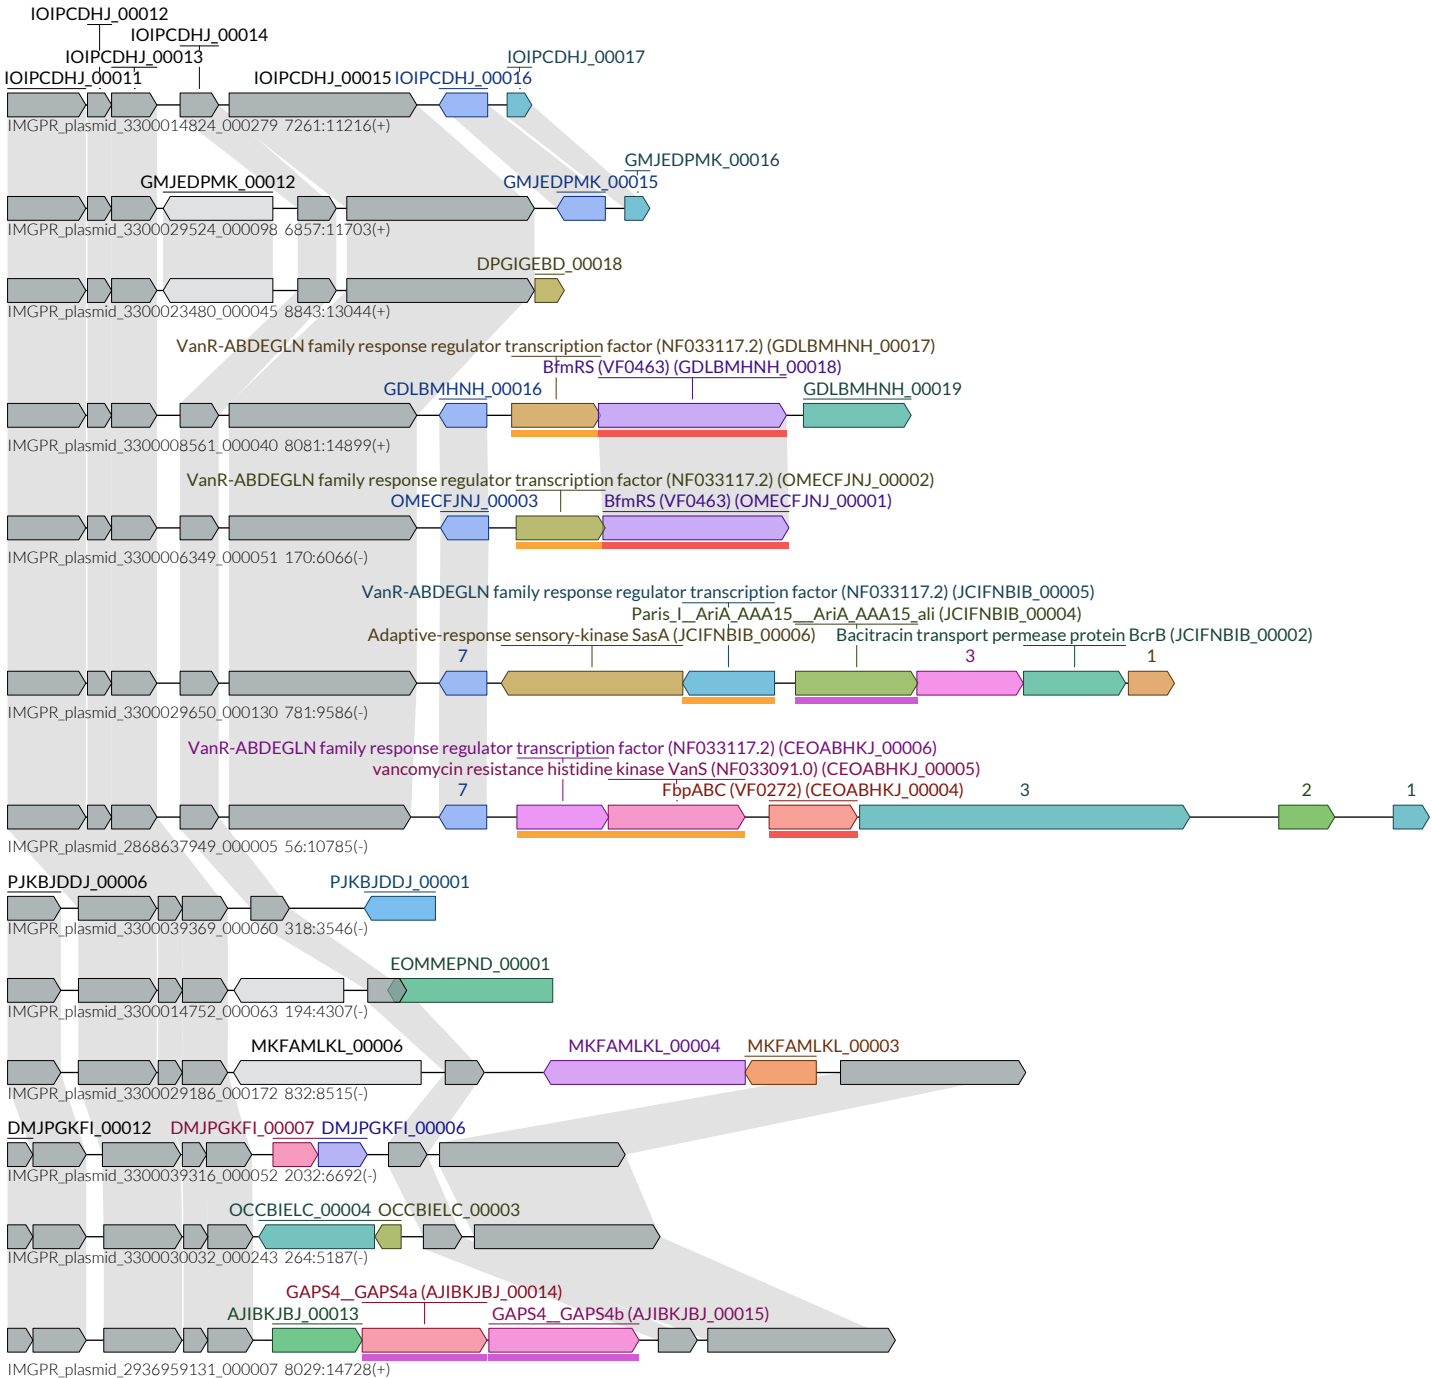 IOIPCDHJ_00012
IOIPCDHJ_00014
IOIPCDHJ_00013 IOIPCDHJ_00017
IOIPCDHJ_00011 IOIPCDHJ_00015 IOIPCDHJ_00016
IMGPR_plasmid_3300014824_000279 7261:11216(+)
GMJEDPMK_00016
GMJEDPMK_00012 GMJEDPMK_00015
IMGPR_plasmid_3300029524_000098 6857:11703(+)
DPGIGEBD_00018
IMGPR_plasmid_3300023480_000045 8843:13044(+)
VanR-ABDEGLN family response regulator transcription factor (NF033117.2) (GDLBMHNH_00017)
BfmRS (VF0463) (GDLBMHNH_00018)
GDLBMHNH_00016 GDLBMHNH_00019
IMGPR_plasmid_3300008561_000040 8081:14899(+)
VanR-ABDEGLN family response regulator transcription factor (NF033117.2) (OMECFJNJ_00002)
OMECFJNJ_00003 BfmRS (VF0463) (OMECFJNJ_00001)
IMGPR_plasmid_3300006349_000051 170:6066(-)
VanR-ABDEGLN family response regulator transcription factor (NF033117.2) (JCIFNBIB_00005)
Paris_I__AriA_AAA15___AriA_AAA15_ali (JCIFNBIB_00004)
Adaptive-response sensory-kinase SasA (JCIFNBIB_00006) Bacitracin transport permease protein BcrB (JCIFNBIB_00002)
7 3 1
IMGPR_plasmid_3300029650_000130 781:9586(-)
VanR-ABDEGLN family response regulator transcription factor (NF033117.2) (CEOABHKJ_00006)
vancomycin resistance histidine kinase VanS (NF033091.0) (CEOABHKJ_00005)
7 FbpABC (VF0272) (CEOABHKJ_00004) 3 2 1
IMGPR_plasmid_2868637949_000005 56:10785(-)
PJKBJDDJ_00006 PJKBJDDJ_00001
IMGPR_plasmid_3300039369_000060 318:3546(-)
EOMMEPND_00001
IMGPR_plasmid_3300014752_000063 194:4307(-)
MKFAMLKL_00006 MKFAMLKL_00004 MKFAMLKL_00003
IMGPR_plasmid_3300029186_000172 832:8515(-)
DMJPGKFI_00012 DMJPGKFI_00007 DMJPGKFI_00006
IMGPR_plasmid_3300039316_000052 2032:6692(-)
OCCBIELC_00004 OCCBIELC_00003
IMGPR_plasmid_3300030032_000243 264:5187(-)
GAPS4__GAPS4a (AJIBKJBJ_00014)
AJIBKJBJ_00013 GAPS4__GAPS4b (AJIBKJBJ_00015)
IMGPR_plasmid_2936959131_000007 8029:14728(+)